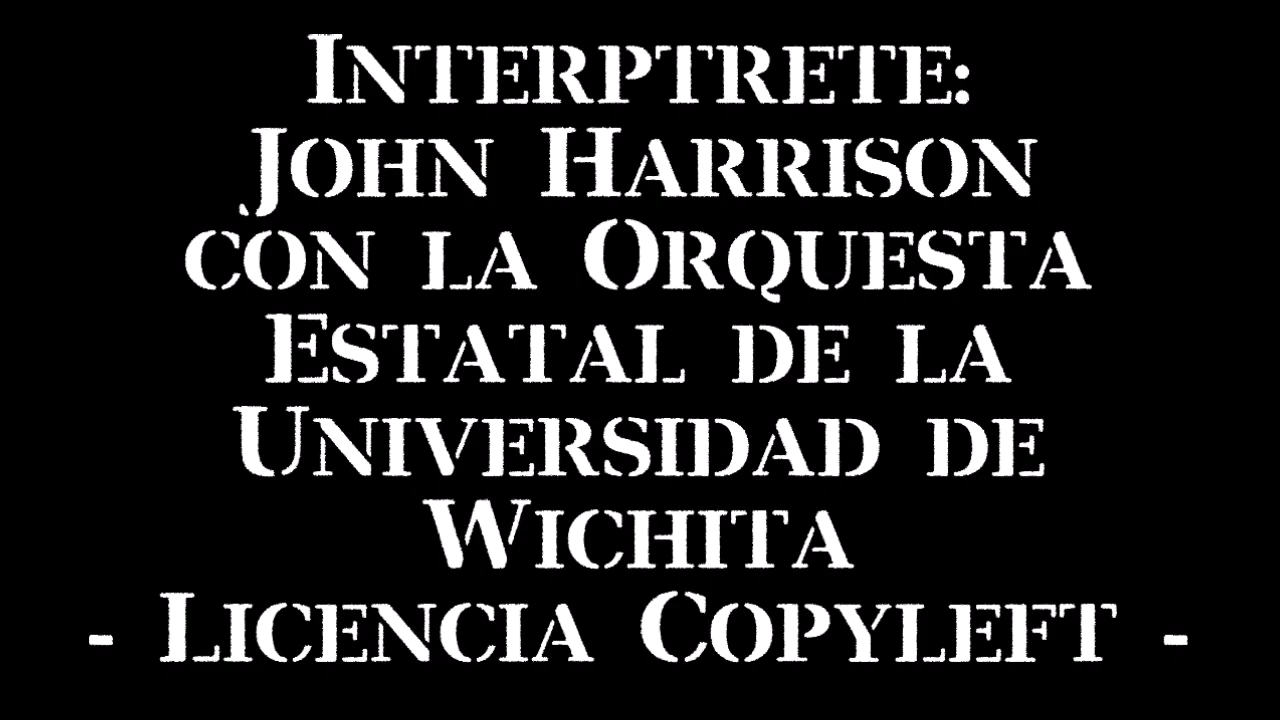 Interptrete:
John Harrison
con la Orquesta
Estatal de la
Universidad de
Wichita
- Licencia Copyleft -